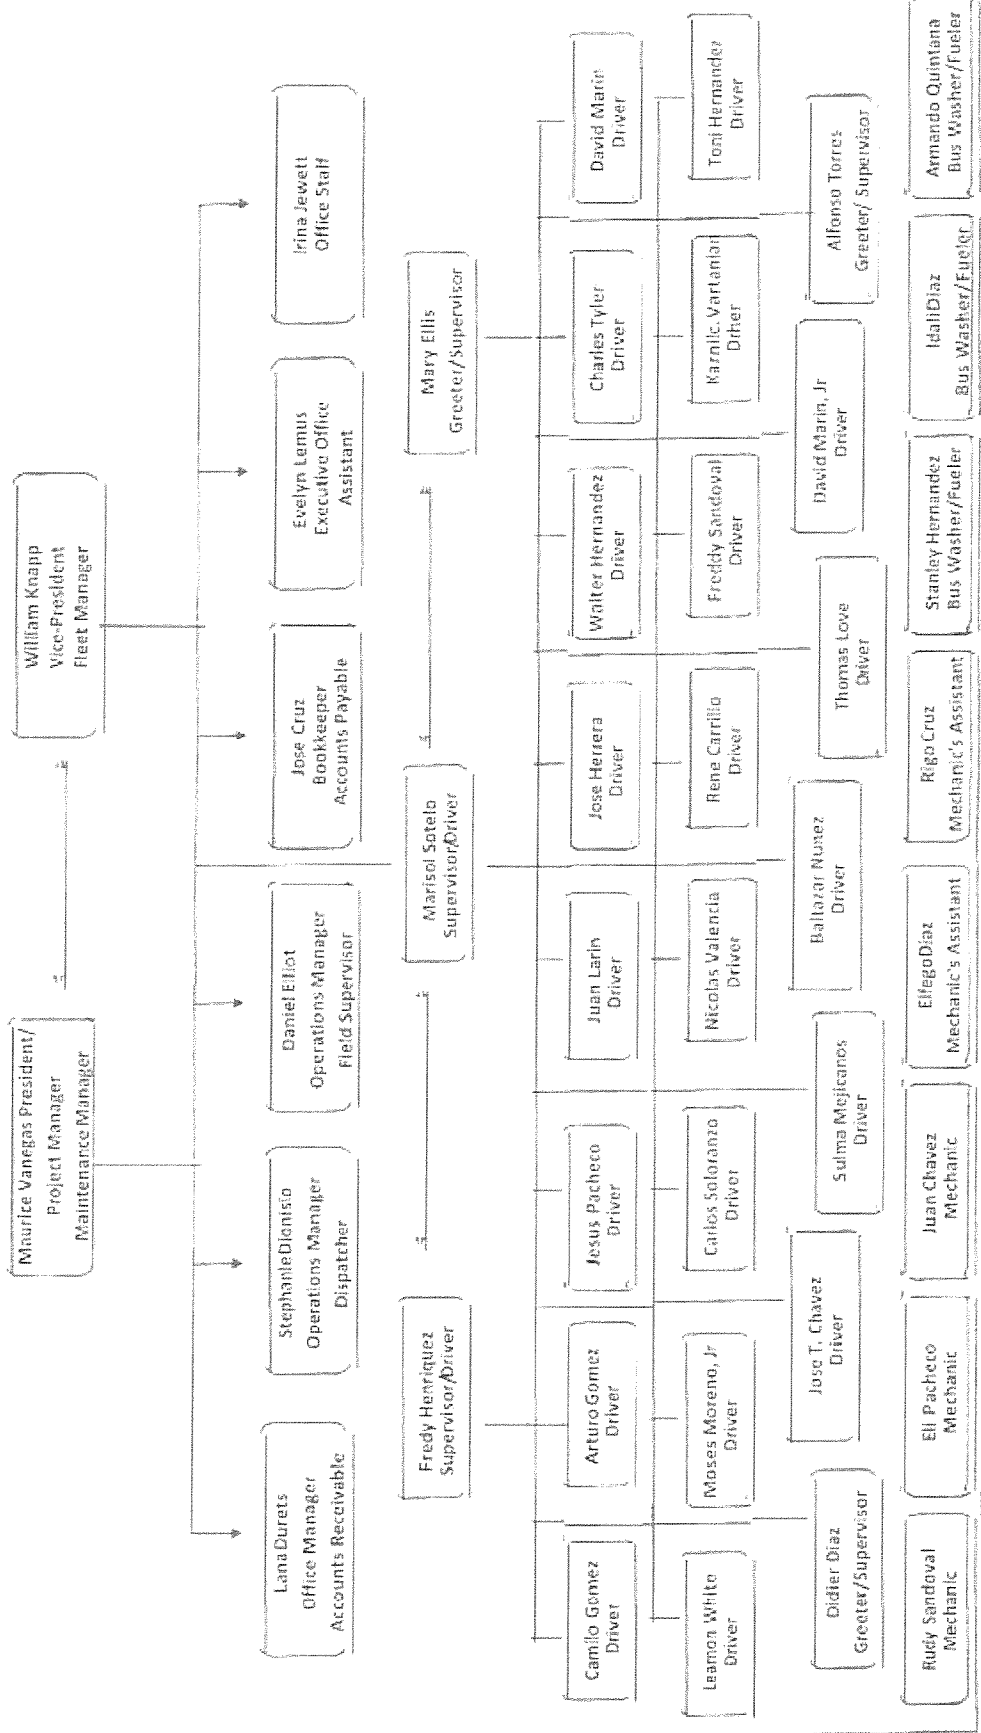 Maurice Vanegas President/
Project Manager
Maintenance Manager
William Knapp
Vice-President
Fleet Manager
Lana Durets
Office Manager
Accounts Receivable
Stephanie Dionisio
Operations Manager
Dispatcher
Daniel Elliot
Operations Manager
Field Supervisor
Jose Cruz
Bookkeeper
Accounts Payable
Evelyn Lemus
Executive Office
Assistant
Irina Jewett
Office Staff
Fredy Henriquez
Supervisor/Driver
Marisol Sotelo
Supervisor/Driver
Mary Ellis
Greeter/Supervisor
Camilo Gomez
Driver
Arturo Gomez
Driver
Jesus Pacheco
Driver
Juan Larin
Driver
Jose Herrera
Driver
Walter Hernandez
Driver
Charles Tyler
Driver
David Marin
Driver
Leamon White
Driver
Moses Moreno, Jr
Driver
Carlos Soloranzo
Driver
Nicolas Valencia
Driver
Rene Carrillo
Driver
Freddy Sandoval
Driver
Vartanian
Toni Hernandez
Driver
Didier Diaz
Greeter/Supervisor
Jose T. Chavez
Driver
Sulma Mejicanos
Driver
Baltazar Nunez
Driver
Thomas Love
Driver
David Marin, Jr
Driver
Alfonso Torres
Greeter/ Supervisor
Rudy Sandoval
Mechanic
Eli Pacheco
Mechanic
Juan Chavez
Mechanic
Elfego Diaz
Mechanic's Assistant
Rigo Cruz
Mechanic's Assistant
Stanley Hernandez
Bus Washer/Fueler
Idali Diaz
Bus Washer/Fueler
Armando Quintana
Bus Washer/Fueler